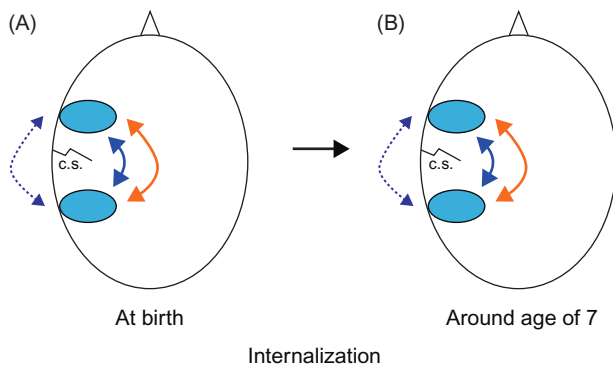 (A)
(B)
c.s.
c.s.
At birth
Around age of 7
Internalization